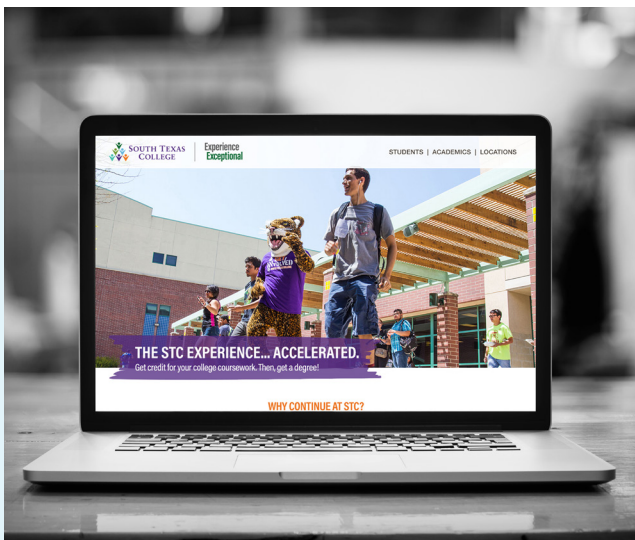 SOUTH TEXAS
COLLEGE
Experience
Exceptional
STUDENTS | ACADEMICS | LOCATIONS
THE STC EXPERIENCE... ACCELERATED.
Get credit for your college coursework. Then, get a degree!
WHY CONTINUE AT STC?